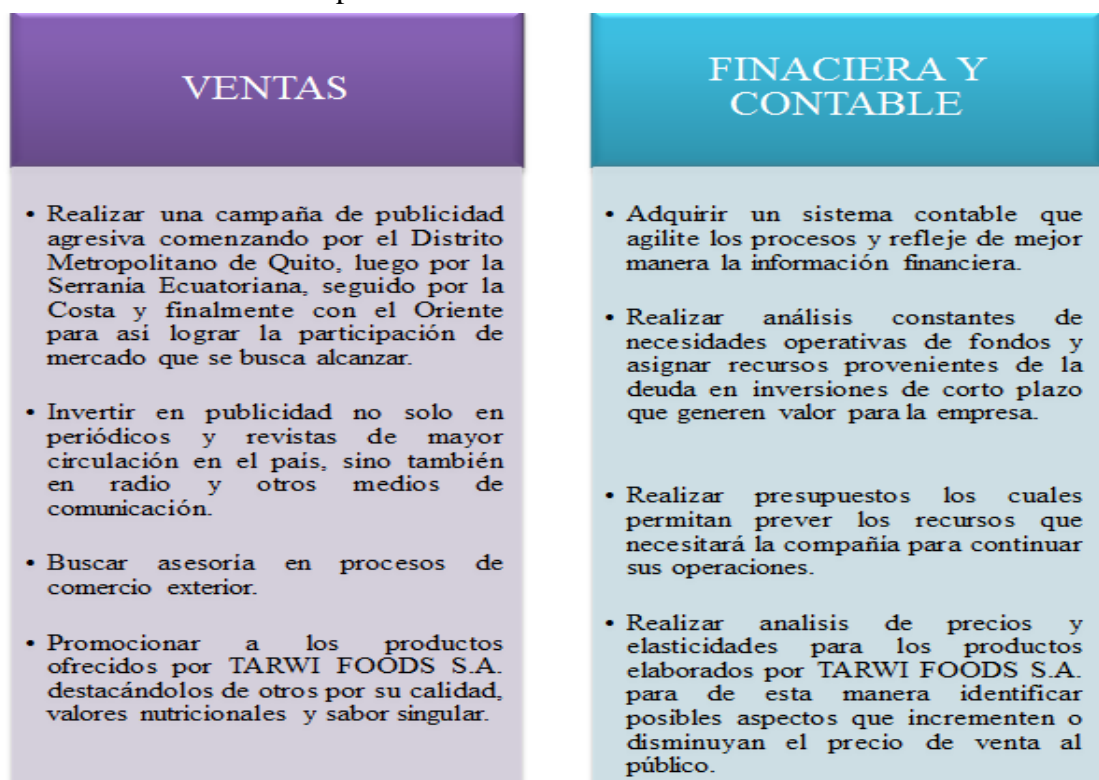 VENTAS
• Realizar una campaña de publicidad
agresiva comenzando por el Distrito
Metropolitano de Quito, luego por la
Serranía Ecuatoriana, seguido por la
Costa y finalmente con el Oriente
para así lograr la participación de
mercado que se busca alcanzar.
• Invertir en publicidad no solo en
periódicos y revistas de mayor
circulación en el país, sino también
en radio y otros medios de
comunicación.
• Buscar asesoría en procesos de
comercio exterior.
• Promocionar a los productos
ofrecidos por TARWI FOODS S.A.
destacándolos de otros por su calidad,
valores nutricionales y sabor singular.
FINACIERA Y
CONTABLE
• Adquirir un sistema contable que
agilite los procesos y refleje de mejor
manera la información financiera.
• Realizar análisis constantes de
necesidades operativas de fondos y
asignar recursos provenientes de la
deuda en inversiones de corto plazo
que generen valor para la empresa.
• Realizar presupuestos los cuales
permitan prever los recursos que
necesitará la compañía para continuar
sus operaciones.
• Realizar analisis de precios y
elasticidades para los productos
elaborados por TARWI FOODS S.A.
para de esta manera identificar
posibles aspectos que incrementen o
disminuyan el precio de venta al
público.